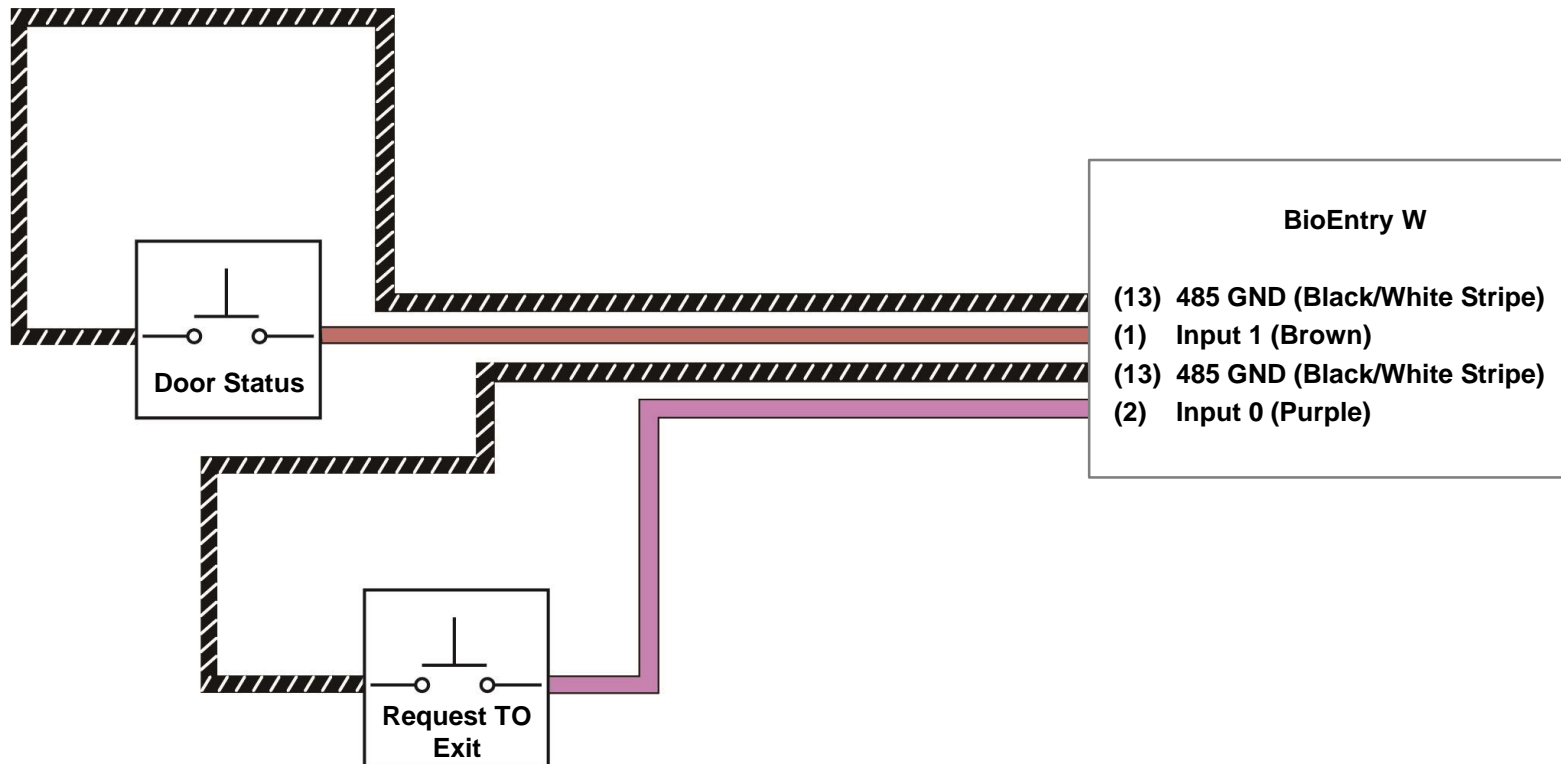 BioEntry W
(13) 485 GND (Black/White Stripe)
(1) Input 1 (Brown)
(13) 485 GND (Black/White Stripe)
(2) Input 0 (Purple)
Door Status
Request TO
Exit